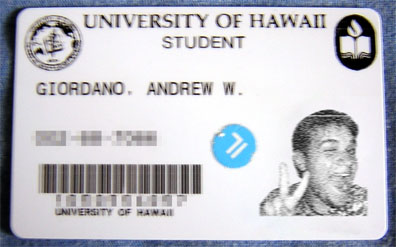 UNIVERSITY OF HAWAII
STUDENT
GIORDANO, ANDREW W.
UNIVERSITY OF HAWAII